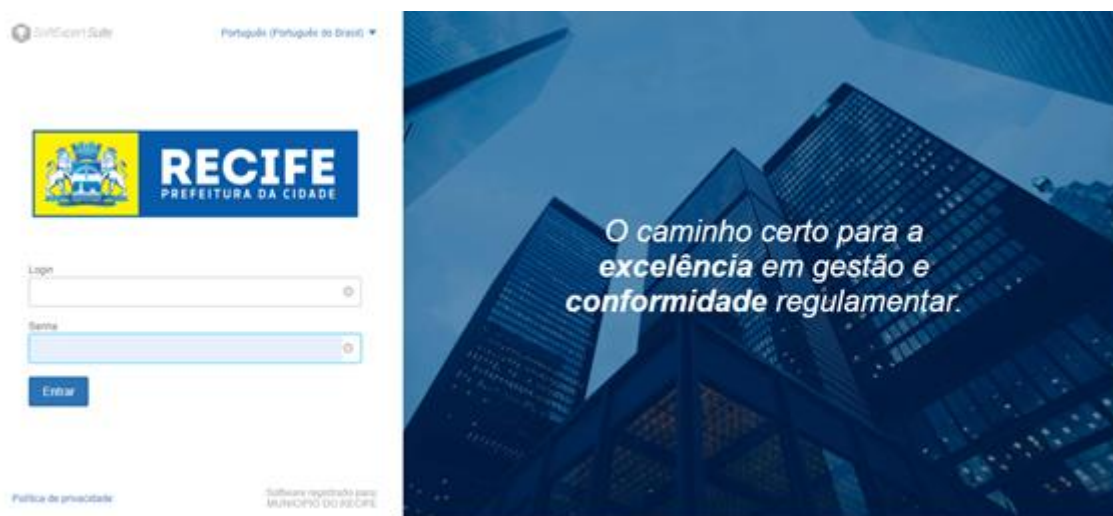 SoftExpert Suite
Português (Português do Brasil)
RECIFE
PREFEITURA DA CIDADE
Login
Senha
Entrar
Política de privacidade
Software registrado para:
MUNICIPIO DO RECIFE
O caminho certo para a
excelência em gestão e
conformidade regulamentar.